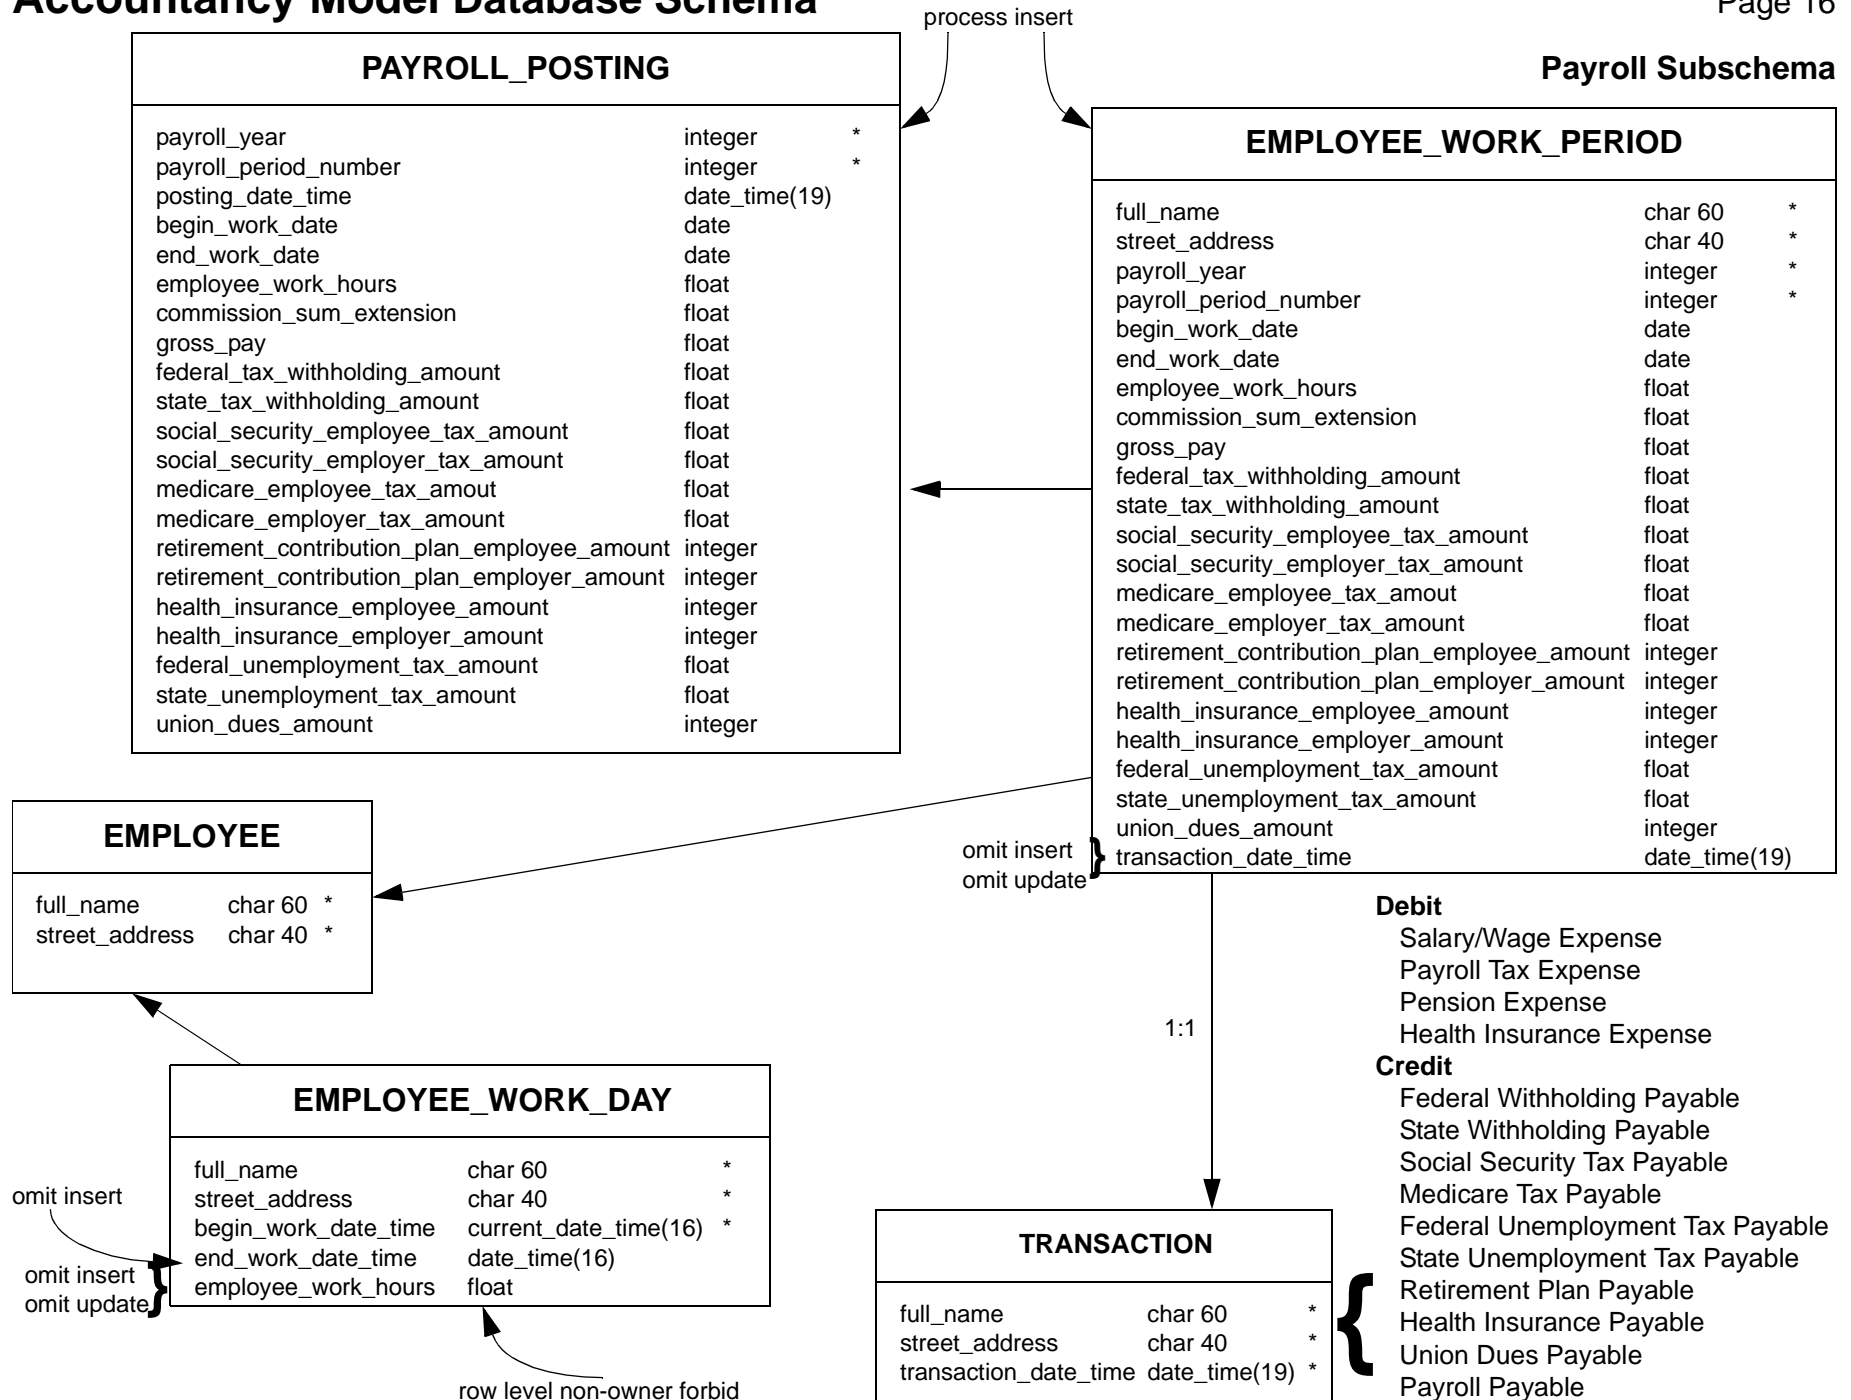 Accountancy Model Database Schema
Page 16
process insert
Payroll Subschema
PAYROLL_POSTING
payroll_year integer *
payroll_period_number integer *
posting_date_time date_time(19)
begin_work_date date
end_work_date date
employee_work_hours float
commission_sum_extension float
gross_pay float
federal_tax_withholding_amount float
state_tax_withholding_amount float
social_security_employee_tax_amount float
social_security_employer_tax_amount float
medicare_employee_tax_amout float
medicare_employer_tax_amount float
retirement_contribution_plan_employee_amount integer
retirement_contribution_plan_employer_amount integer
health_insurance_employee_amount integer
health_insurance_employer_amount integer
federal_unemployment_tax_amount float
state_unemployment_tax_amount float
union_dues_amount integer
EMPLOYEE_WORK_PERIOD
full_name char 60 *
street_address char 40 *
payroll_year integer *
payroll_period_number integer *
begin_work_date date
end_work_date date
employee_work_hours float
commission_sum_extension float
gross_pay float
federal_tax_withholding_amount float
state_tax_withholding_amount float
social_security_employee_tax_amount float
social_security_employer_tax_amount float
medicare_employee_tax_amout float
medicare_employer_tax_amount float
retirement_contribution_plan_employee_amount integer
retirement_contribution_plan_employer_amount integer
health_insurance_employee_amount integer
health_insurance_employer_amount integer
federal_unemployment_tax_amount float
state_unemployment_tax_amount float
union_dues_amount integer
transaction_date_time date_time(19)
omit insert }
omit update
EMPLOYEE
full_name char 60 *
street_address char 40 *
EMPLOYEE_WORK_DAY
full_name char 60 *
street_address char 40 *
begin_work_date_time current_date_time(16) *
end_work_date_time date_time(16)
employee_work_hours float
omit insert
omit insert }
omit update
row level non-owner forbid
1:1
TRANSACTION
full_name char 60 *
street_address char 40 *
transaction_date_time date_time(19) *
{
Debit
Salary/Wage Expense
Payroll Tax Expense
Pension Expense
Health Insurance Expense
Credit
Federal Withholding Payable
State Withholding Payable
Social Security Tax Payable
Medicare Tax Payable
Federal Unemployment Tax Payable
State Unemployment Tax Payable
Retirement Plan Payable
Health Insurance Payable
Union Dues Payable
Payroll Payable